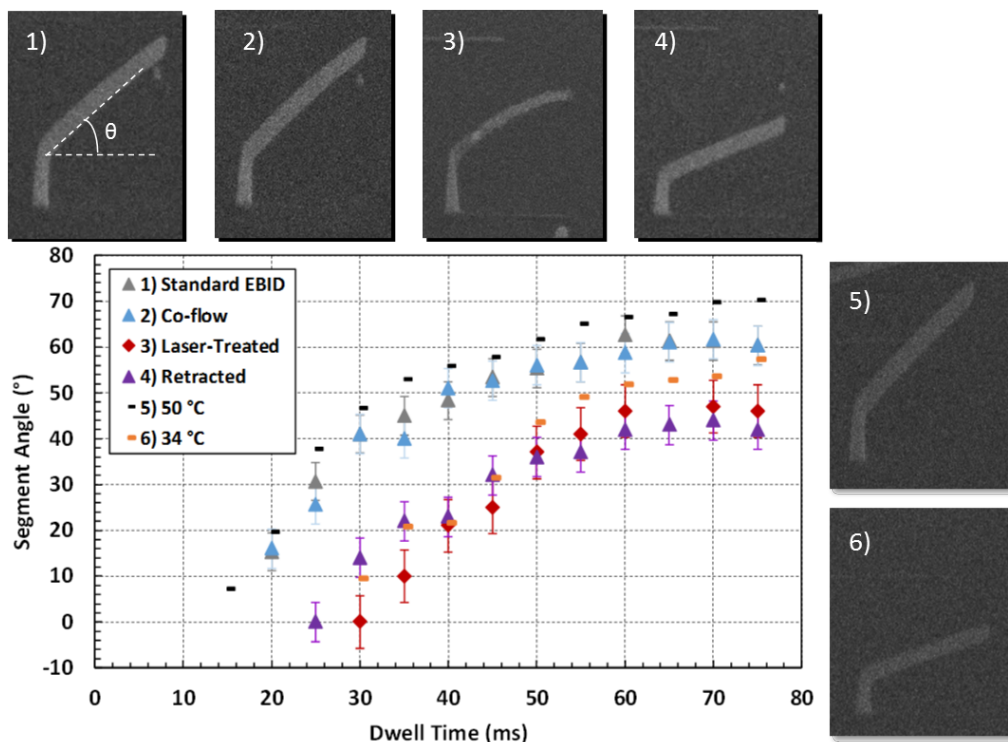 1)
θ
2)
3)
4)
80
70
60
50
40
30
20
10
0
-10
Segment Angle (°)
1) Standard EBID
2) Co-flow
3) Laser-Treated
4) Retracted
5) 50 °C
6) 34 °C
0 10 20 30 40 50 60 70 80
Dwell Time (ms)
5)
6)